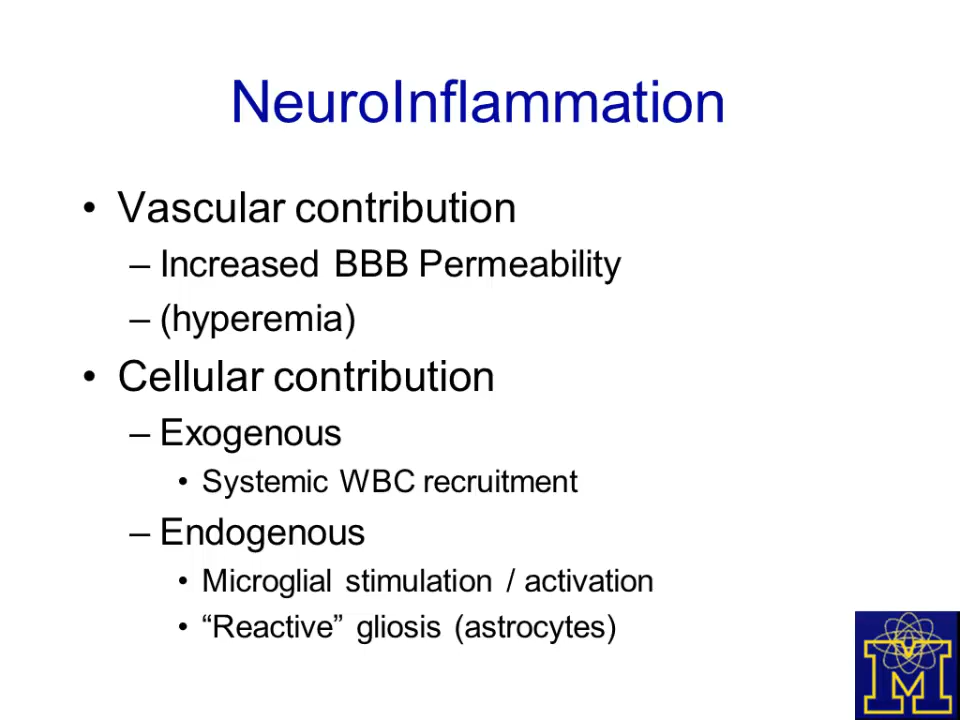 NeuroInflammation
• Vascular contribution
– Increased BBB Permeability
– (hyperemia)
• Cellular contribution
– Exogenous
• Systemic WBC recruitment
– Endogenous
• Microglial stimulation / activation
• “Reactive” gliosis (astrocytes)
M